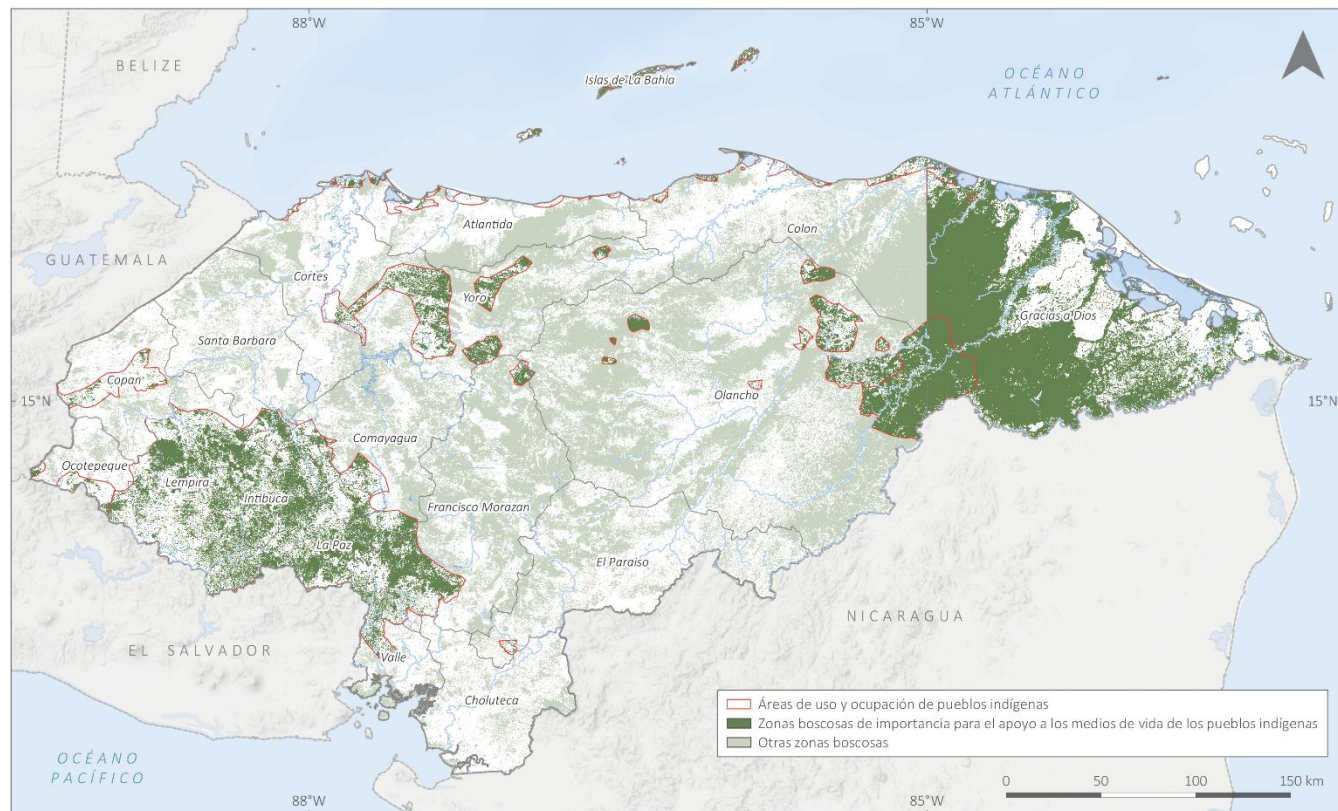 88°W
85°W
BELIZE
Islas de La Bahia
OCÉANO
ATLÁNTICO
Atlantida
Colon
GUATEMALA
Cortes
Yoro
Gracias a Dios
Santa Barbara
Copan
Olancho
15°N
15°N
Comayagua
Ocotepeque
Lempira
Intibuca
Francisco Morazan
La Paz
El Paraiso
NICARAGUA
EL SALVADOR
Valle
Choluteca
Áreas de uso y ocupación de pueblos indígenas
Zonas boscosas de importancia para el apoyo a los medios de vida de los pueblos indígenas
Otras zonas boscosas
OCÉANO
PACÍFICO
0 50 100 150 km
88°W
85°W